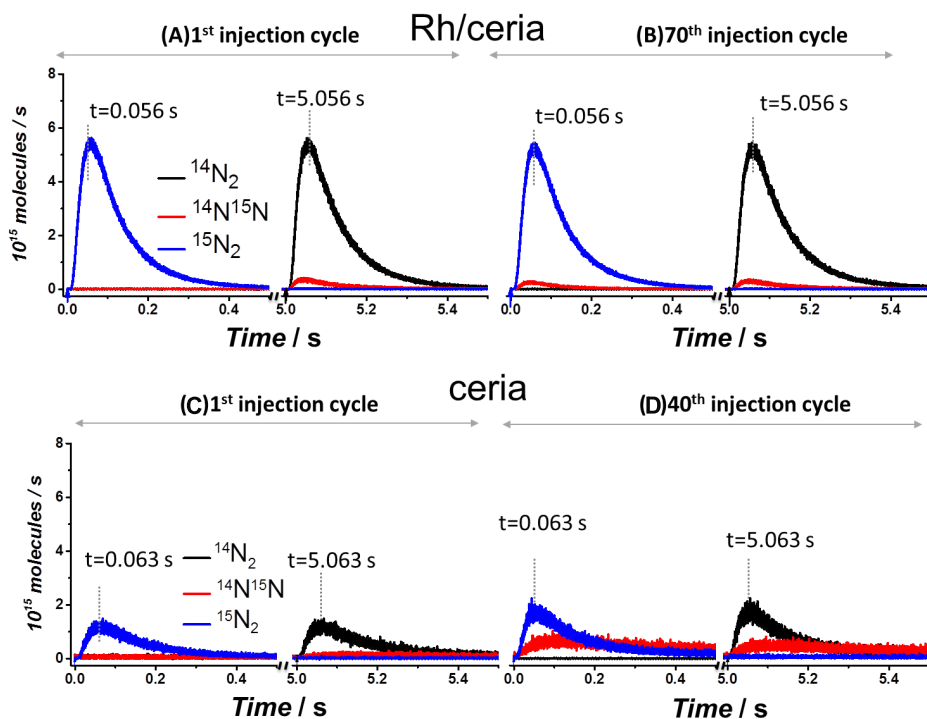 Rh/ceria
(A)1st injection cycle
(B)70th injection cycle
8
6
4
2
0
10^15 molecules / s
t=0.056 s
t=5.056 s
t=0.056 s
t=5.056 s
14N2
14N15N
15N2
0.0 0.2 0.4 5.0 5.2 5.4 0.0 0.2 0.4 5.0 5.2 5.4
Time / s
Time / s
ceria
(C)1st injection cycle
(D)40th injection cycle
8
6
4
2
0
10^15 molecules / s
t=0.063 s
t=5.063 s
t=0.063 s
t=5.063 s
14N2
14N15N
15N2
0.0 0.2 0.4 5.0 5.2 5.4 0.0 0.2 0.4 5.0 5.2 5.4
Time / s
Time / s